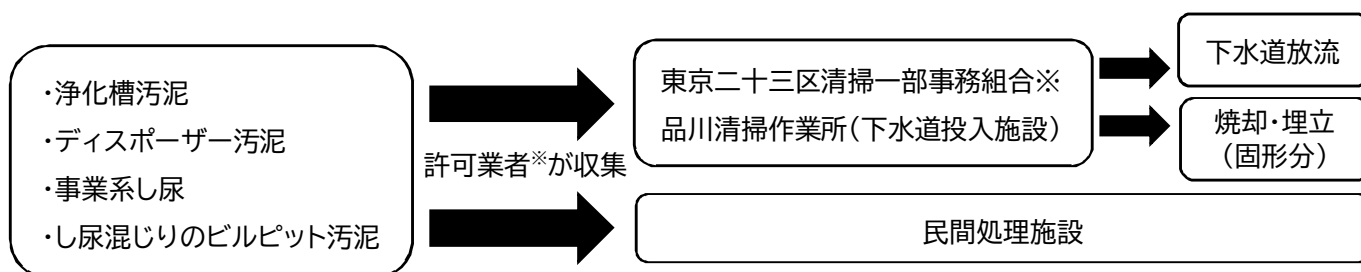 ・浄化槽汚泥
・ディスポーザー汚泥
・事業系し尿
・し尿混じりのビルピット汚泥
許可業者※が収集
東京二十三区清掃一部事務組合※
品川清掃作業所(下水道投入施設)
下水道放流
焼却・埋立
(固形分)
民間処理施設